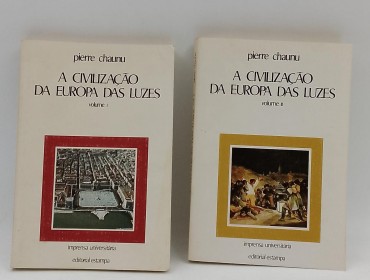 pierre chaunu
A CIVILIZAÇÃO
DA EUROPA DAS LUZES
volume I
imprensa universitária
editorial estampa
pierre chaunu
A CIVILIZAÇÃO
DA EUROPA DAS LUZES
volume II
imprensa universitária
editorial estampa